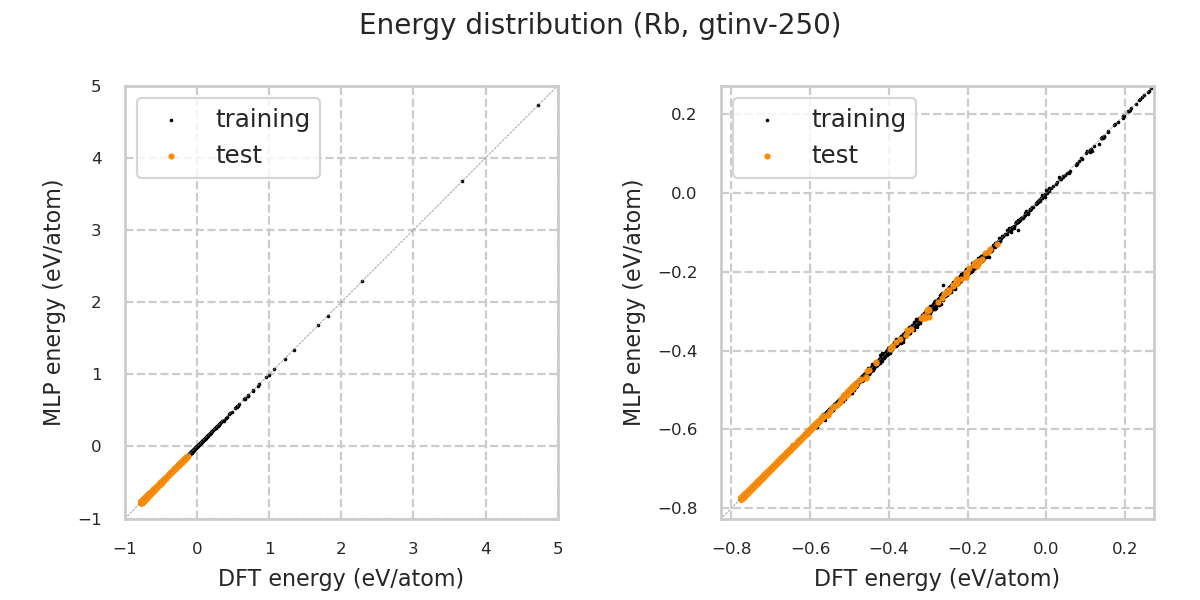 Energy distribution (Rb, gtinv-250)
training
test
MLP energy (eV/atom)
5
4
3
2
1
0
−1
−1 0 1 2 3 4 5
DFT energy (eV/atom)
training
test
MLP energy (eV/atom)
0.2
0.0
−0.2
−0.4
−0.6
−0.8
−0.8 −0.6 −0.4 −0.2 0.0 0.2
DFT energy (eV/atom)